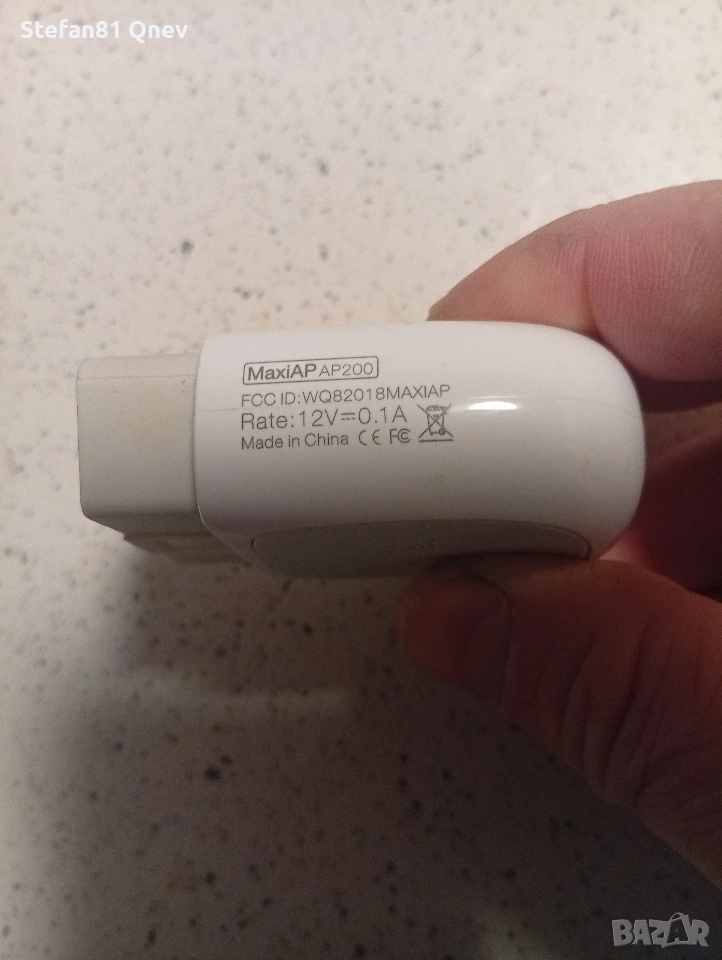 Stefan81 Qnev
MaxiAP AP200
FCC ID:WQ82018MAXIAP
Rate:12V⎓0.1A
Made in China CE FC
BAZAR